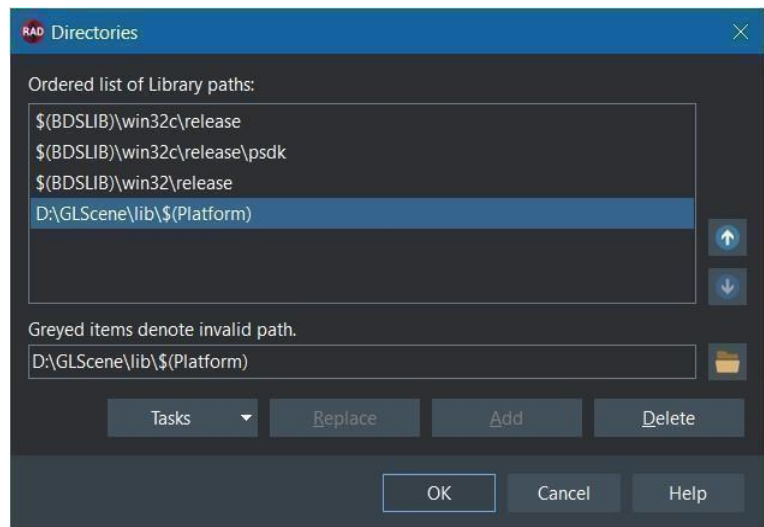 RAD Directories
Ordered list of Library paths:
$(BDSLIB)\win32c\release
$(BDSLIB)\win32c\release\psdk
$(BDSLIB)\win32\release
D:\GLScene\lib\$(Platform)
Greyed items denote invalid path.
D:\GLScene\lib\$(Platform)
Tasks Replace Add Delete
OK Cancel Help